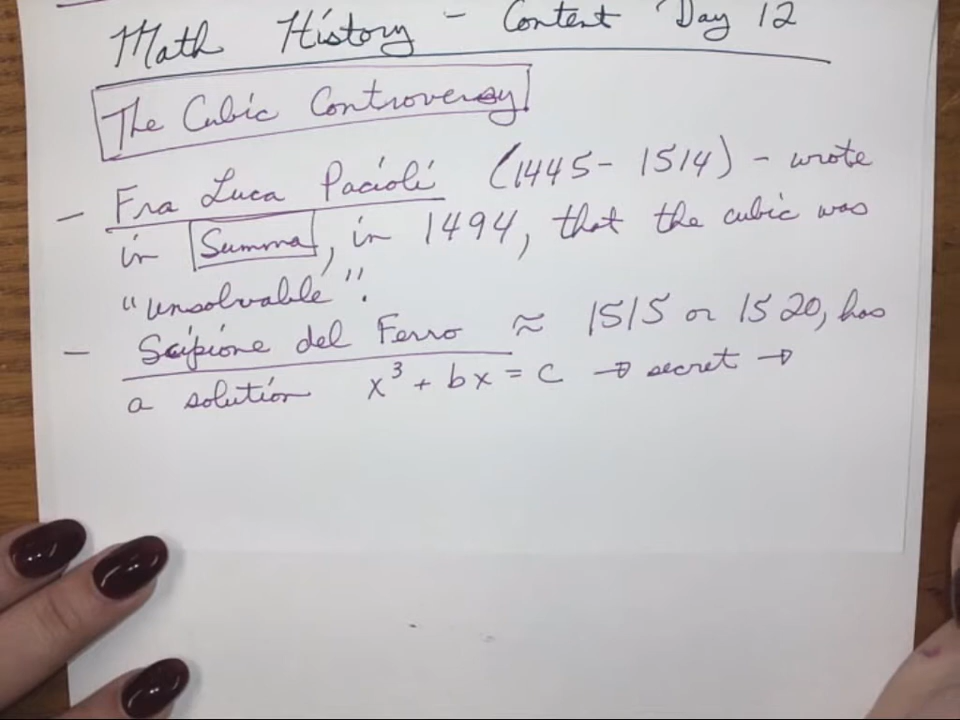 Math History - Content Day 12
The Cubic Controversy
- Fra Luca Pacioli (1445 - 1514) - wrote
in Summa, in 1494, that the cubic was
"unsolvable".
- Scipione del Ferro ≈ 1515 or 1520, has
a solution x³ + bx = c → secret →